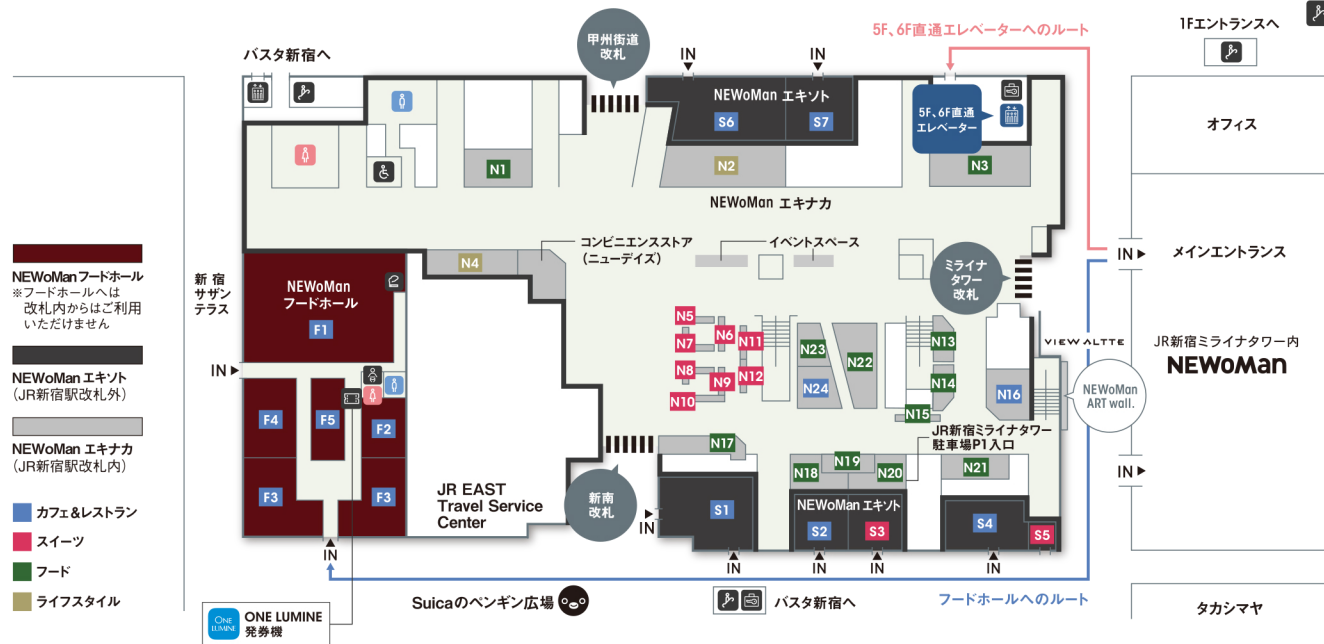 1Fエントランスへ
5F、6F直通エレベーターへのルート
甲州街道
改札
バスタ新宿へ
IN
IN
NEWoMan エキソト
S6
S7
5F、6F直通
エレベーター
オフィス
N1
N2
N3
NEWoMan エキナカ
コンビニエンスストア
(ニューデイズ)
イベントスペース
N4
ミライナ
タワー
改札
IN
メインエントランス
NEWoManフードホール
※フードホールへは
改札内からはご利用
いただけません
新宿
サザン
テラス
NEWoMan
フードホール
F1
N5
N6
N7
N11
N8
N9
N12
N10
N23
N22
N24
N13
N14
N15
N16
VIEW ALTTE
JR新宿ミライナタワー内
NEWoMan
NEWoMan
ART wall.
NEWoMan エキソト
(JR新宿駅改札外)
IN
F4
F5
F2
F3
F3
NEWoMan エキナカ
(JR新宿駅改札内)
JR新宿ミライナタワー
駐車場P1入口
N17
N18
N19
N20
N21
IN
JR EAST
Travel Service
Center
新南
改札
S1
NEWoMan エキソト
S2
S3
S4
S5
IN
カフェ&レストラン
スイーツ
フード
ライフスタイル
IN
IN
IN
IN
IN
フードホールへのルート
Suicaのペンギン広場
バスタ新宿へ
タカシマヤ
ONE
LUMINE
ONE LUMINE
発券機